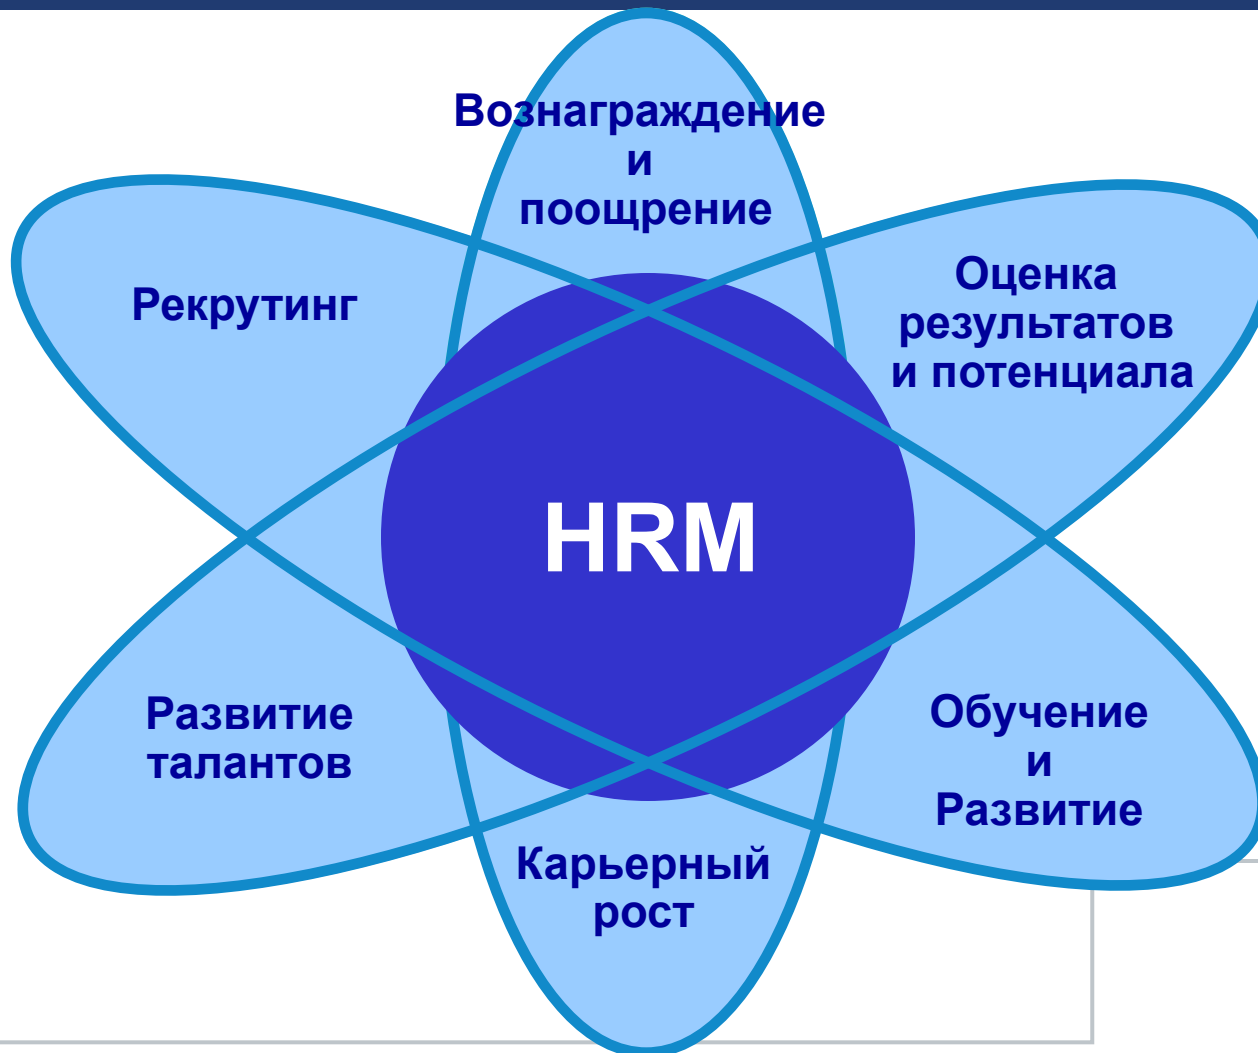 Вознаграждение
и
поощрение
Рекрутинг
Оценка
результатов
и потенциала
HRM
Развитие
талантов
Обучение
и
Развитие
Карьерный
рост